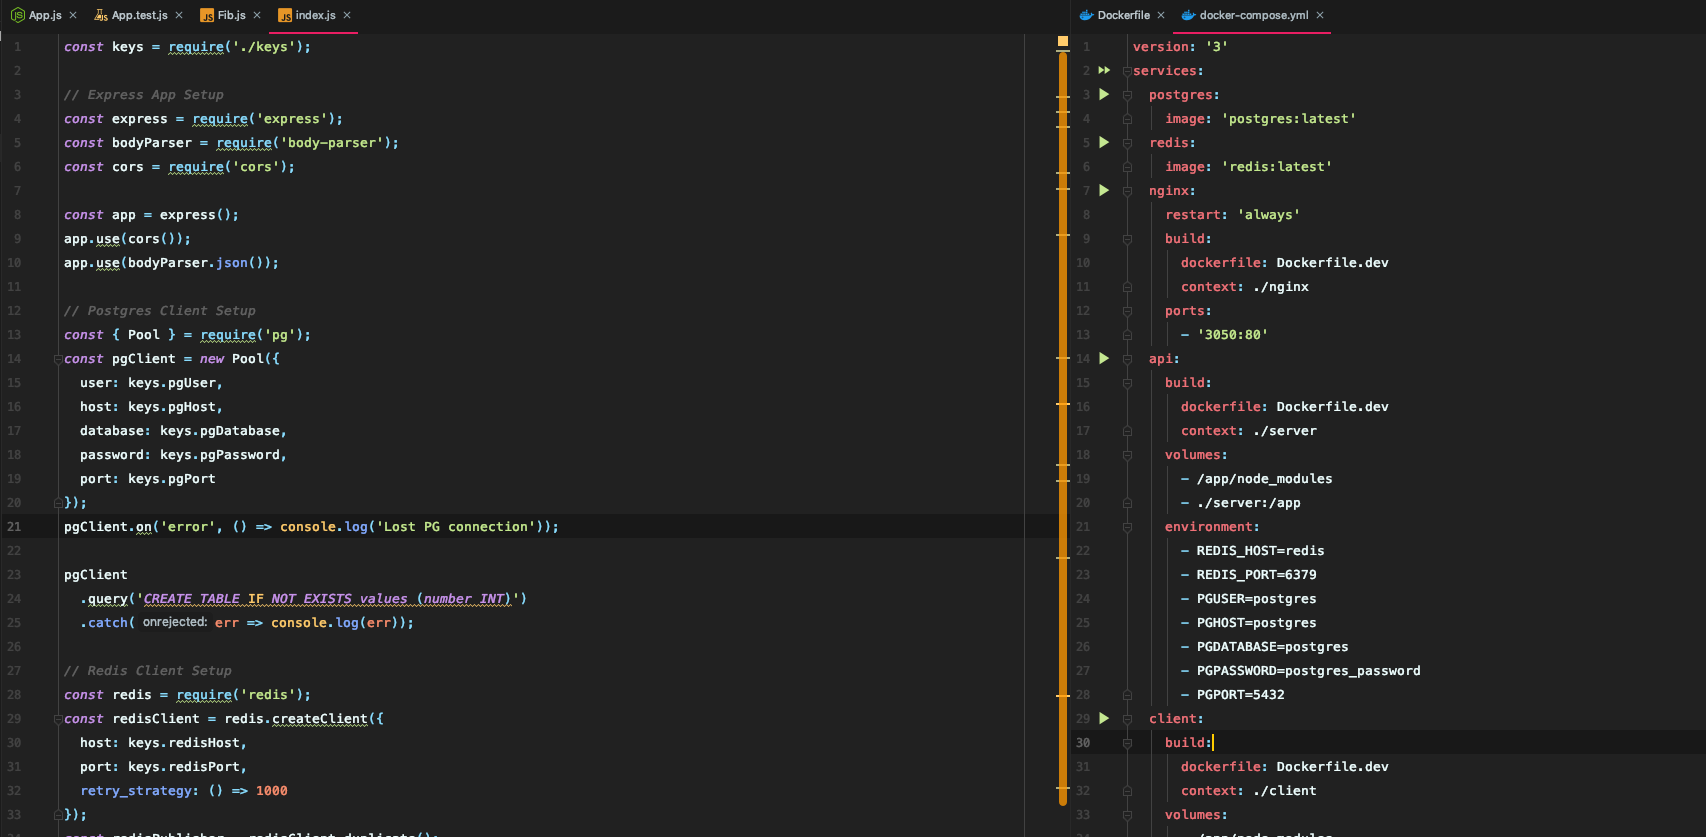 App.js
App.test.js
Fib.js
index.js
1 const keys = require('./keys');
2
3 // Express App Setup
4 const express = require('express');
5 const bodyParser = require('body-parser');
6 const cors = require('cors');
7
8 const app = express();
9 app.use(cors());
10 app.use(bodyParser.json());
11
12 // Postgres Client Setup
13 const { Pool } = require('pg');
14 const pgClient = new Pool({
15 user: keys.pgUser,
16 host: keys.pgHost,
17 database: keys.pgDatabase,
18 password: keys.pgPassword,
19 port: keys.pgPort
20 });
21 pgClient.on('error', () => console.log('Lost PG connection'));
22
23 pgClient
24 .query('CREATE TABLE IF NOT EXISTS values (number INT)')
25 .catch( onrejected: err => console.log(err));
26
27 // Redis Client Setup
28 const redis = require('redis');
29 const redisClient = redis.createClient({
30 host: keys.redisHost,
31 port: keys.redisPort,
32 retry_strategy: () => 1000
33 });
Dockerfile
docker-compose.yml
1 version: '3'
2 services:
3 postgres:
4 image: 'postgres:latest'
5 redis:
6 image: 'redis:latest'
7 nginx:
8 restart: 'always'
9 build:
10 dockerfile: Dockerfile.dev
11 context: ./nginx
12 ports:
13 - '3050:80'
14 api:
15 build:
16 dockerfile: Dockerfile.dev
17 context: ./server
18 volumes:
19 - /app/node_modules
20 - ./server:/app
21 environment:
22 - REDIS_HOST=redis
23 - REDIS_PORT=6379
24 - PGUSER=postgres
25 - PGHOST=postgres
26 - PGDATABASE=postgres
27 - PGPASSWORD=postgres_password
28 - PGPORT=5432
29 client:
30 build:
31 dockerfile: Dockerfile.dev
32 context: ./client
33 volumes: